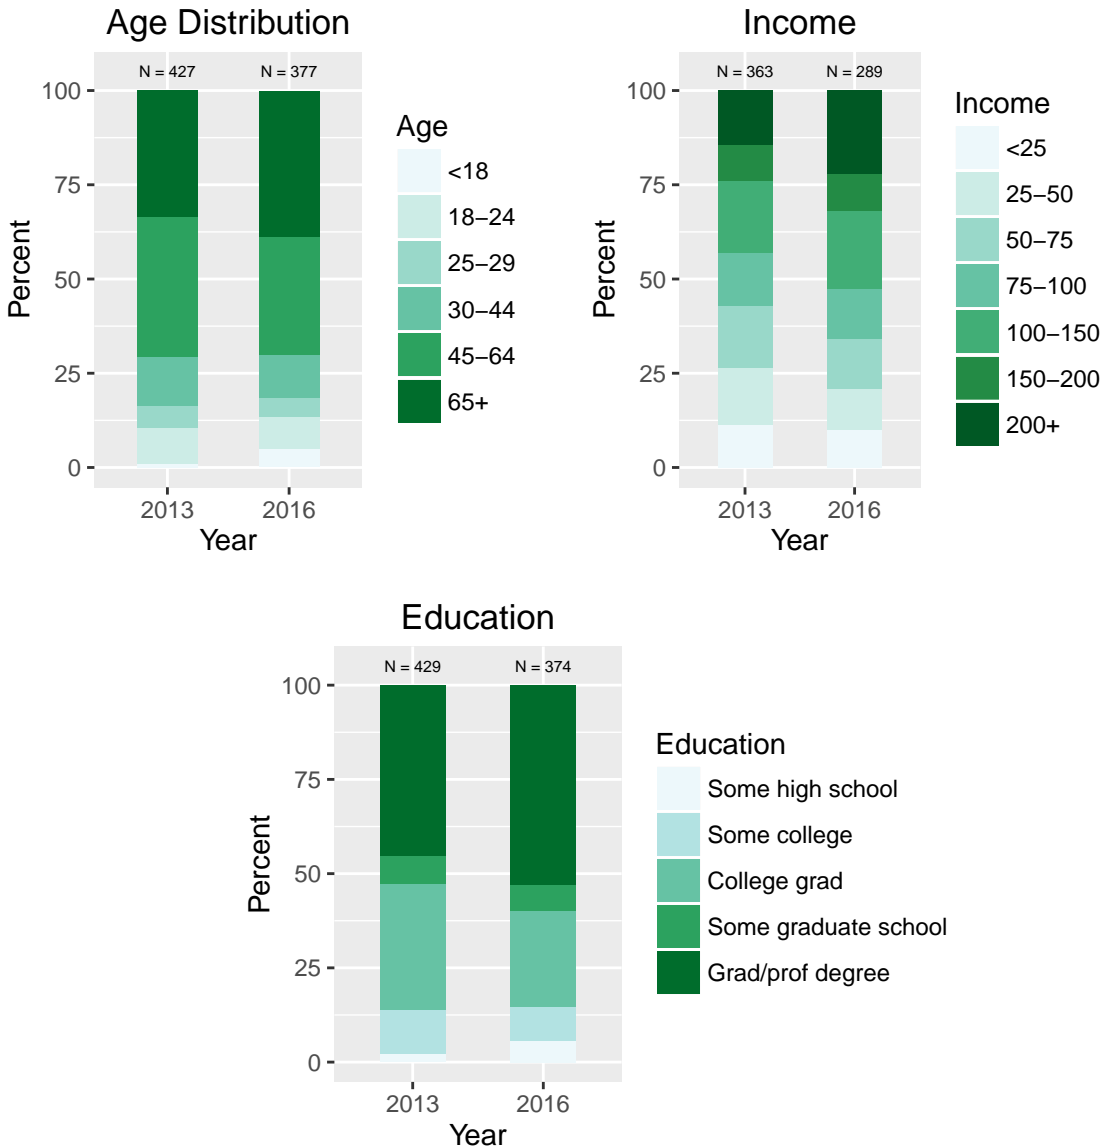 Age Distribution
N = 427 N = 377
100
75
50
25
0
Percent
2013 2016
Year
Age
<18
18−24
25−29
30−44
45−64
65+
Income
N = 363 N = 289
100
75
50
25
0
Percent
2013 2016
Year
Income
<25
25−50
50−75
75−100
100−150
150−200
200+
Education
N = 429 N = 374
100
75
50
25
0
Percent
2013 2016
Year
Education
Some high school
Some college
College grad
Some graduate school
Grad/prof degree